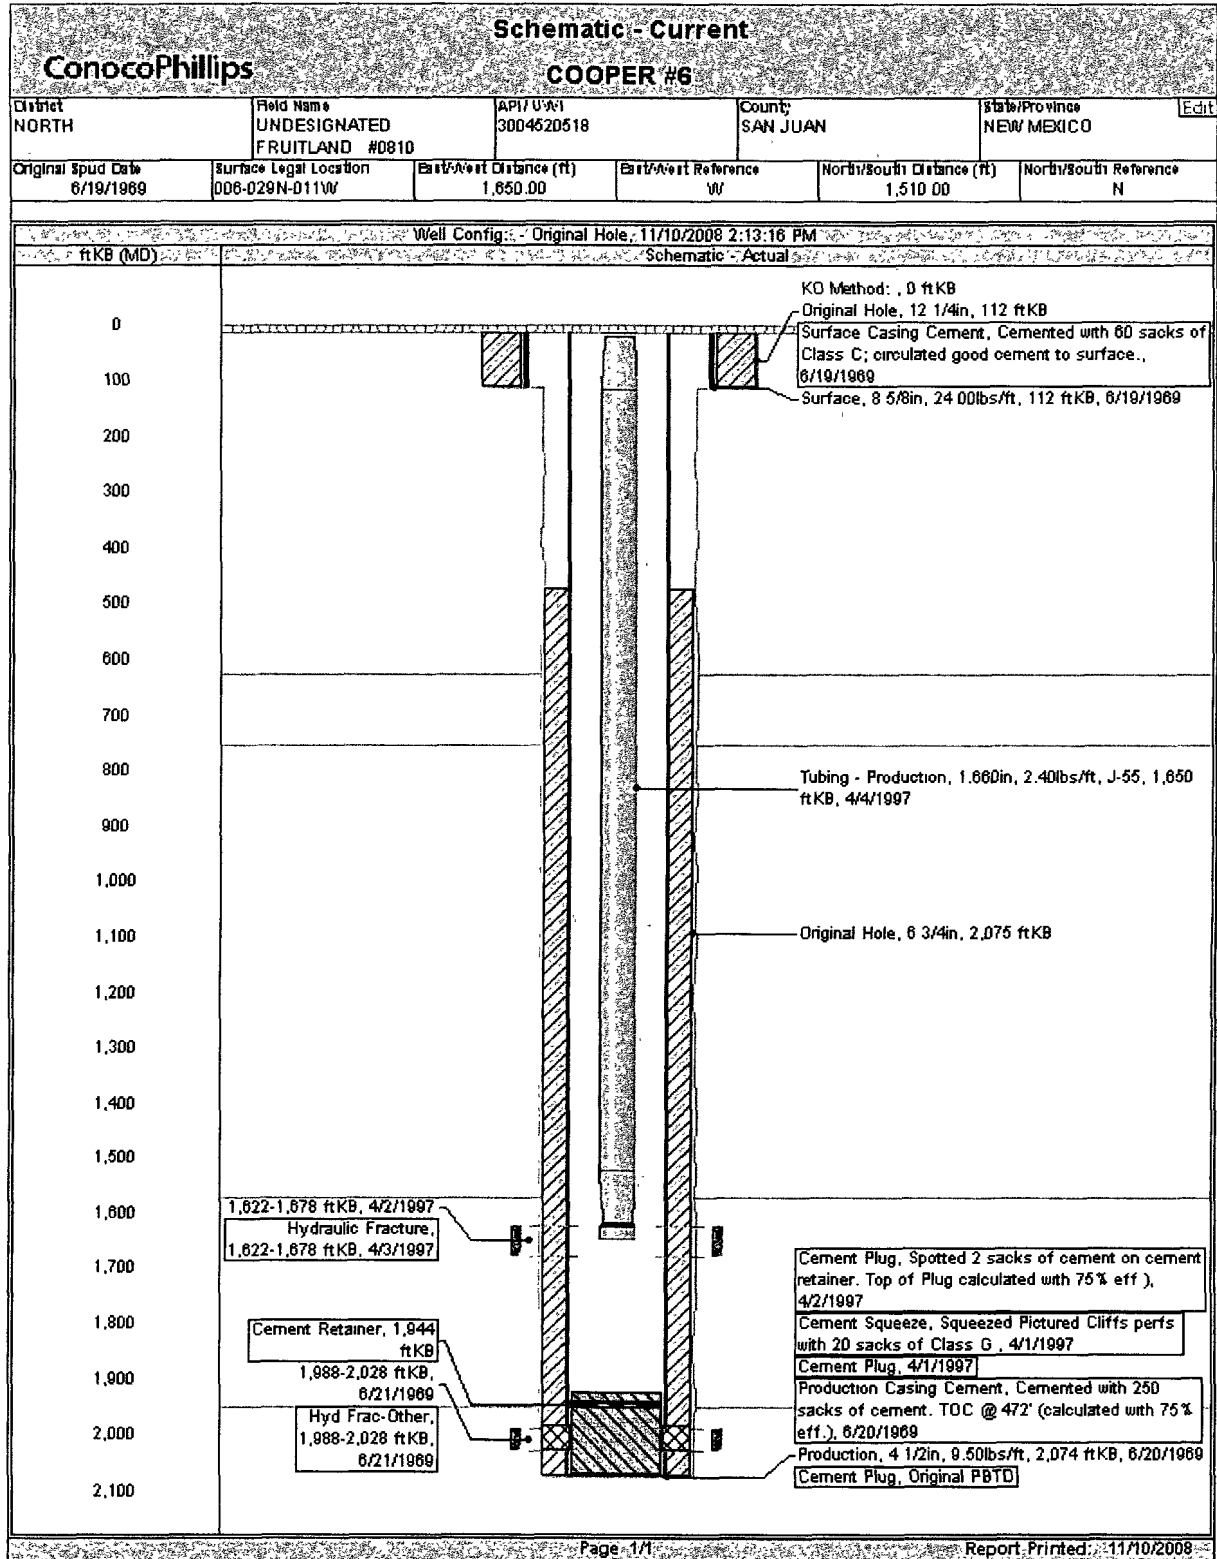 Schematic - Current
ConocoPhillips
COOPER #6
District
NORTH
Field Name
UNDESIGNATED
FRUITLAND #0810
API / UWI
3004520518
County
SAN JUAN
State/Province
NEW MEXICO
Edit
Original Spud Date
6/19/1969
Surface Legal Location
006-029N-011W
East/West Distance (ft)
1,650.00
East/West Reference
W
North/South Distance (ft)
1,510 00
North/South Reference
N
Well Config: - Original Hole, 11/10/2008 2:13:16 PM
ftKB (MD)
Schematic - Actual
0
100
200
300
400
500
600
700
800
900
1,000
1,100
1,200
1,300
1,400
1,500
1,600
1,700
1,800
1,900
2,000
2,100
KO Method: , 0 ftKB
Original Hole, 12 1/4in, 112 ftKB
Surface Casing Cement, Cemented with 60 sacks of
Class C; circulated good cement to surface.,
6/19/1969
Surface, 8 5/8in, 24 00lbs/ft, 112 ftKB, 6/19/1969
Tubing - Production, 1.660in, 2.40lbs/ft, J-55, 1,650
ftKB, 4/4/1997
Original Hole, 6 3/4in, 2,075 ftKB
1,622-1,678 ftKB, 4/2/1997
Hydraulic Fracture,
1,622-1,678 ftKB, 4/3/1997
Cement Plug, Spotted 2 sacks of cement on cement
retainer. Top of Plug calculated with 75% eff ),
4/2/1997
Cement Squeeze, Squeezed Pictured Cliffs perfs
with 20 sacks of Class G , 4/1/1997
Cement Plug, 4/1/1997
Cement Retainer, 1,944
ftKB
1,988-2,028 ftKB,
6/21/1969
Hyd Frac-Other,
1,988-2,028 ftKB,
6/21/1969
Production Casing Cement, Cemented with 250
sacks of cement. TOC @ 472' (calculated with 75%
eff.), 6/20/1969
Production, 4 1/2in, 9.50lbs/ft, 2,074 ftKB, 6/20/1969
Cement Plug, Original PBTD
Page 1/1
Report Printed: 11/10/2008